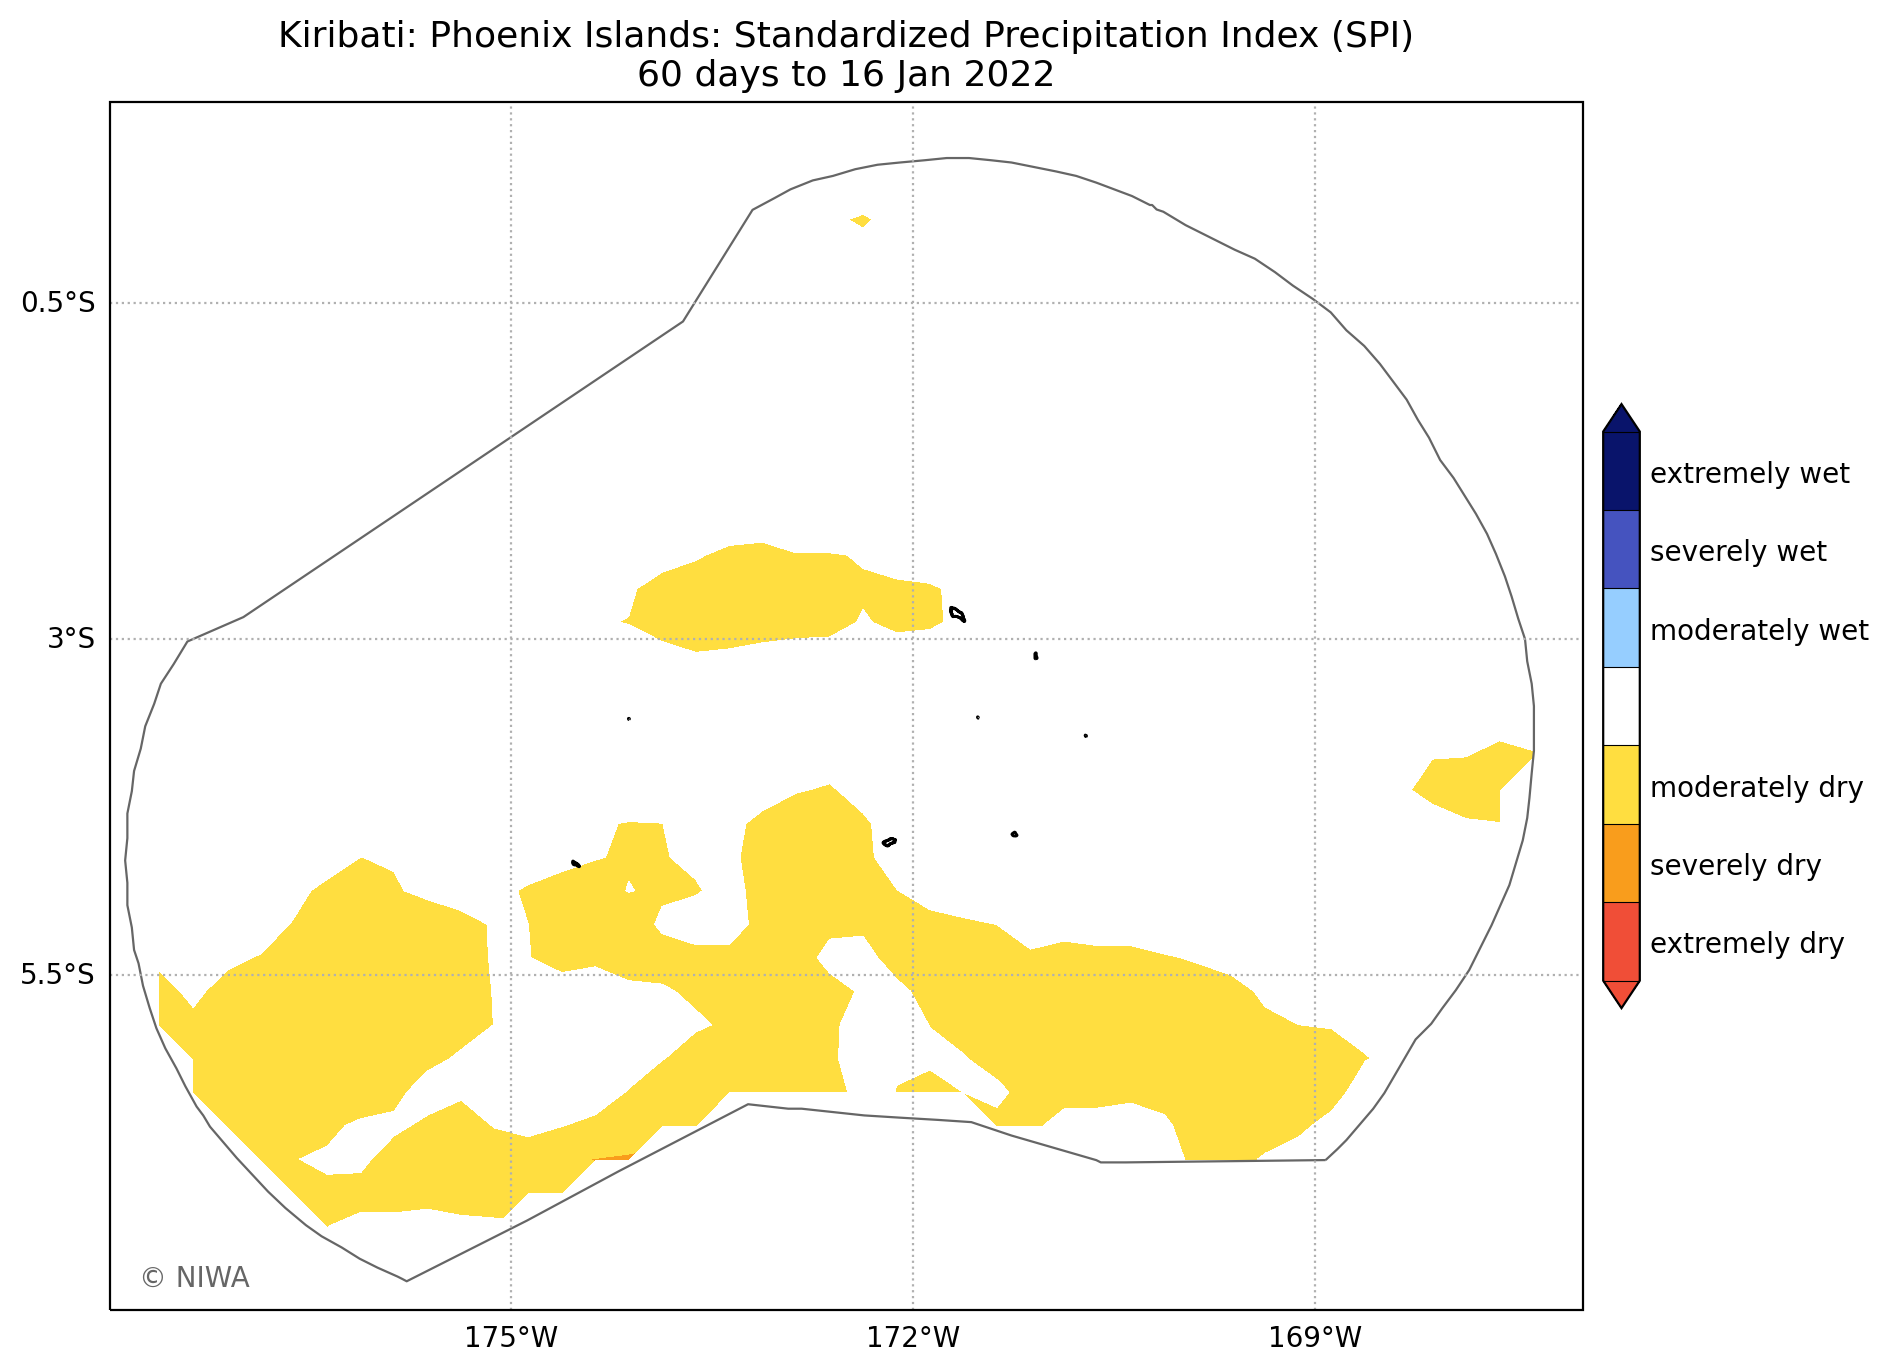 Kiribati: Phoenix Islands: Standardized Precipitation Index (SPI)
60 days to 16 Jan 2022
0.5°S
3°S
5.5°S
175°W
172°W
169°W
extremely wet
severely wet
moderately wet
moderately dry
severely dry
extremely dry
© NIWA